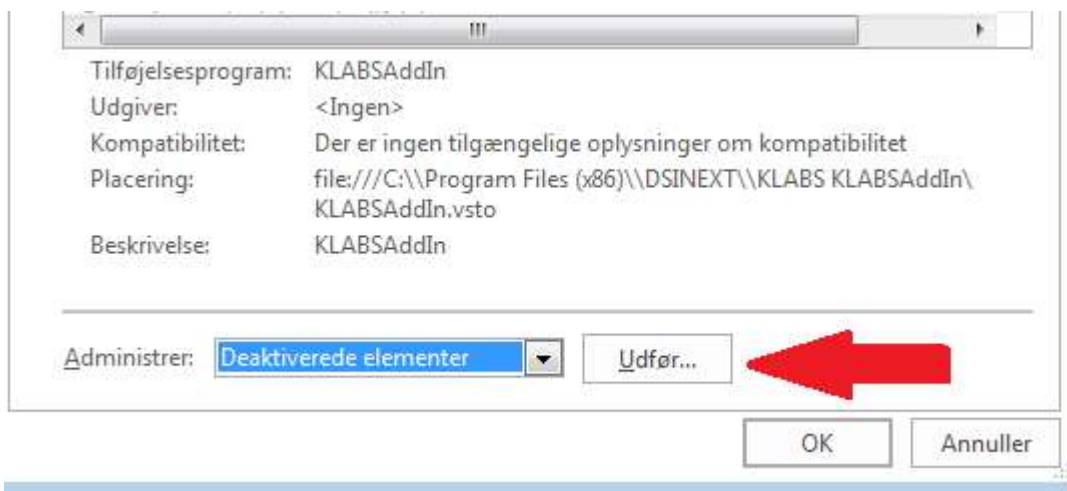 Tilføjelsesprogram: KLABSAddIn
Udgiver: <Ingen>
Kompatibilitet: Der er ingen tilgængelige oplysninger om kompatibilitet
Placering: file:///C:\\Program Files (x86)\\DSINEXT\\KLABS KLABSAddIn\
KLABSAddIn.vsto
Beskrivelse: KLABSAddIn
Administrer: Deaktiverede elementer Udfør...
OK Annuller